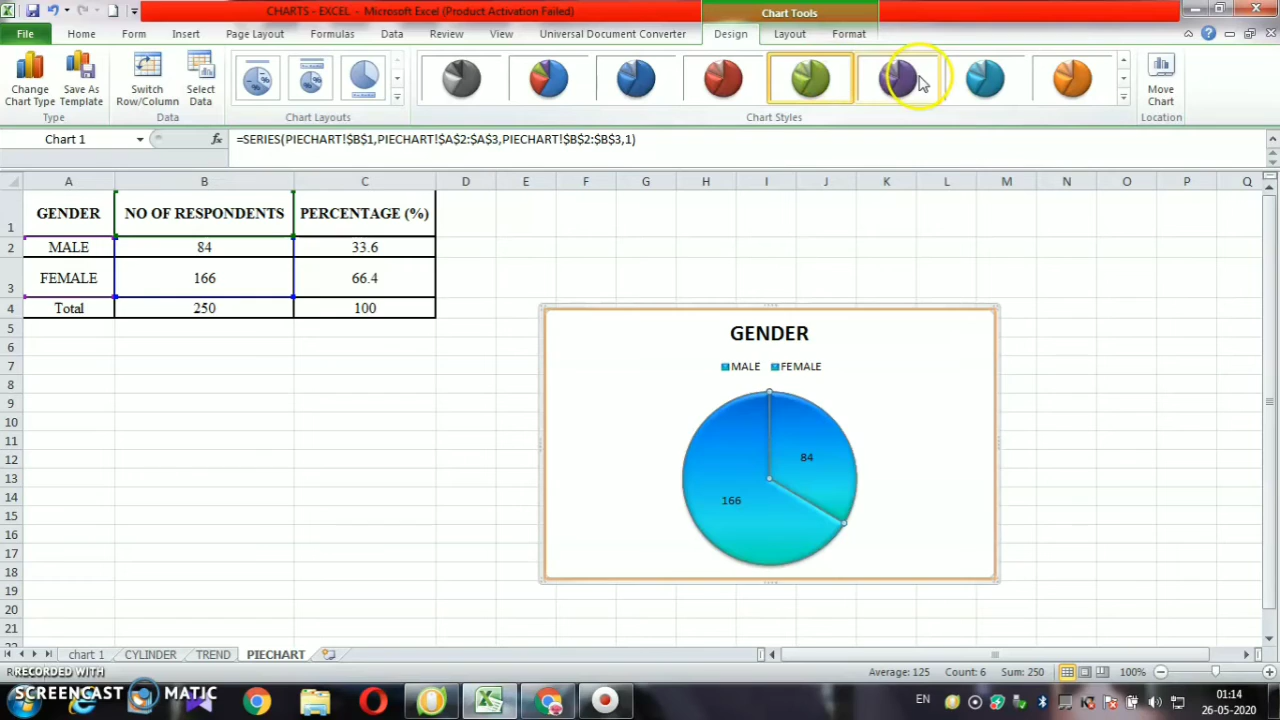 CHARTS - EXCEL - Microsoft Excel (Product Activation Failed)
Chart Tools
File Home Form Insert Page Layout Formulas Data Review View Universal Document Converter Design Layout Format
Change Chart Type
Save As Template
Switch Row/Column
Select Data
Move Chart
Type Data Chart Layouts Chart Styles Location
Chart 1 fx =SERIES(PIECHART!$B$1,PIECHART!$A$2:$A$3,PIECHART!$B$2:$B$3,1)
A B C D E F G H I J K L M N O P Q
1 GENDER NO OF RESPONDENTS PERCENTAGE (%)
2 MALE 84 33.6
3 FEMALE 166 66.4
4 Total 250 100
5
6
7
8
9
10
11
12
13
14
15
16
17
18
19
20
21
22
GENDER
MALE FEMALE
84
166
chart 1 CYLINDER TREND PIECHART
RECORDED WITH
SCREENCAST MATIC
Average: 125 Count: 6 Sum: 250 100%
EN
01:14
26-05-2020